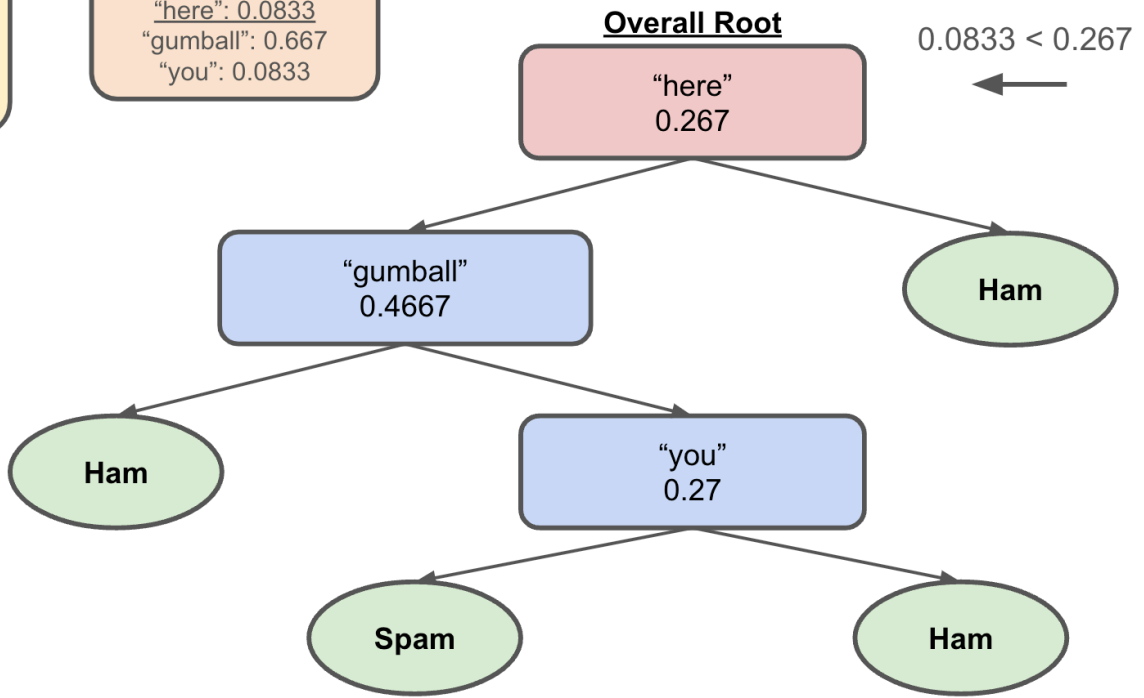 “here”: 0.0833
“gumball”: 0.667
“you”: 0.0833
Overall Root
0.0833 < 0.267
“here”
0.267
“gumball”
0.4667
Ham
Ham
“you”
0.27
Spam
Ham